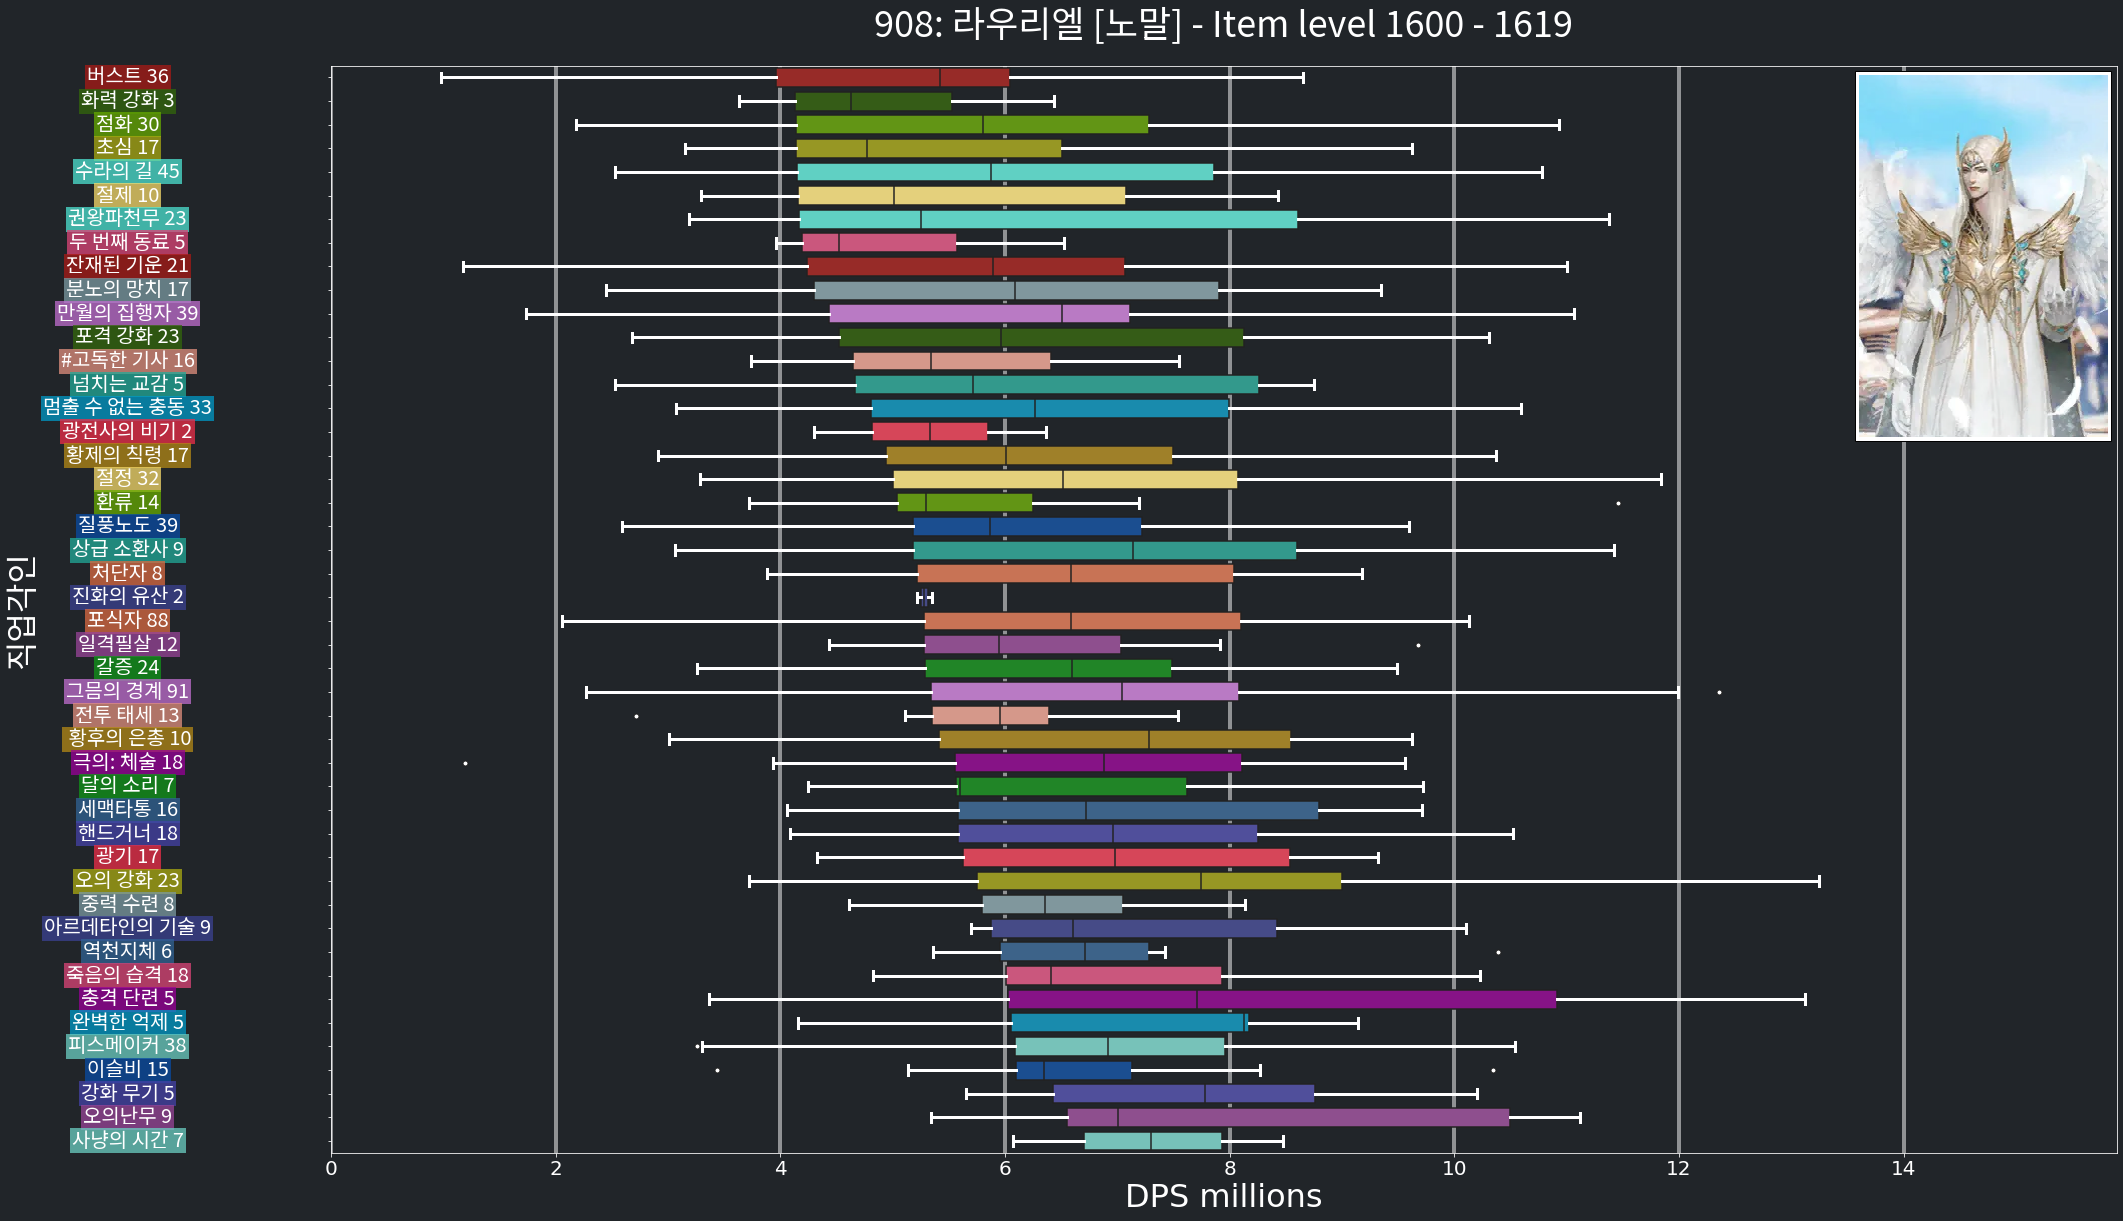 908: 라우리엘 [노말] - Item level 1600 - 1619
버스트 36
화력 강화 3
점화 30
초심 17
수라의 길 45
절제 10
권왕파천무 23
두 번째 동료 5
잔재된 기운 21
분노의 망치 17
만월의 집행자 39
포격 강화 23
#고독한 기사 16
넘치는 교감 5
멈출 수 없는 충동 33
광전사의 비기 2
황제의 칙령 17
절정 32
환류 14
질풍노도 39
상급 소환사 9
처단자 8
진화의 유산 2
포식자 88
일격필살 12
갈증 24
그믐의 경계 91
전투 태세 13
황후의 은총 10
극의: 체술 18
달의 소리 7
세맥타통 16
핸드거너 18
광기 17
오의 강화 23
중력 수련 8
아르데타인의 기술 9
역천지체 6
죽음의 습격 18
충격 단련 5
완벽한 억제 5
피스메이커 38
이슬비 15
강화 무기 5
오의난무 9
사냥의 시간 7
직업각인
0 2 4 6 8 10 12 14
DPS millions